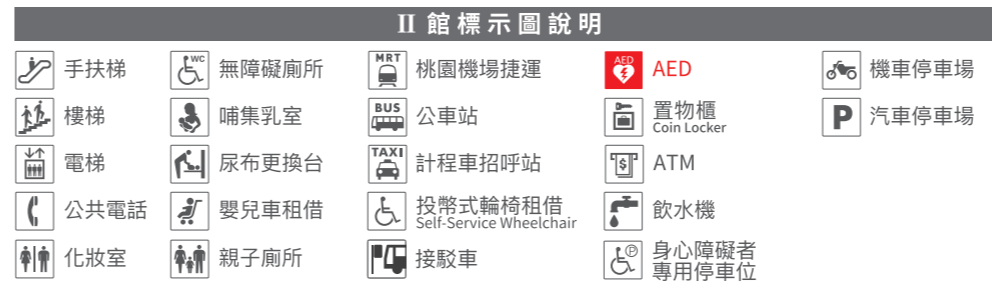 II 館標示圖說明
手扶梯
WC 無障礙廁所
MRT 桃園機場捷運
AED AED
機車停車場
樓梯
哺集乳室
BUS 公車站
置物櫃
Coin Locker
P 汽車停車場
電梯
尿布更換台
TAXI 計程車招呼站
$ ATM
公共電話
嬰兒車租借
投幣式輪椅租借
Self-Service Wheelchair
飲水機
化妝室
親子廁所
接駁車
P 身心障礙者
專用停車位